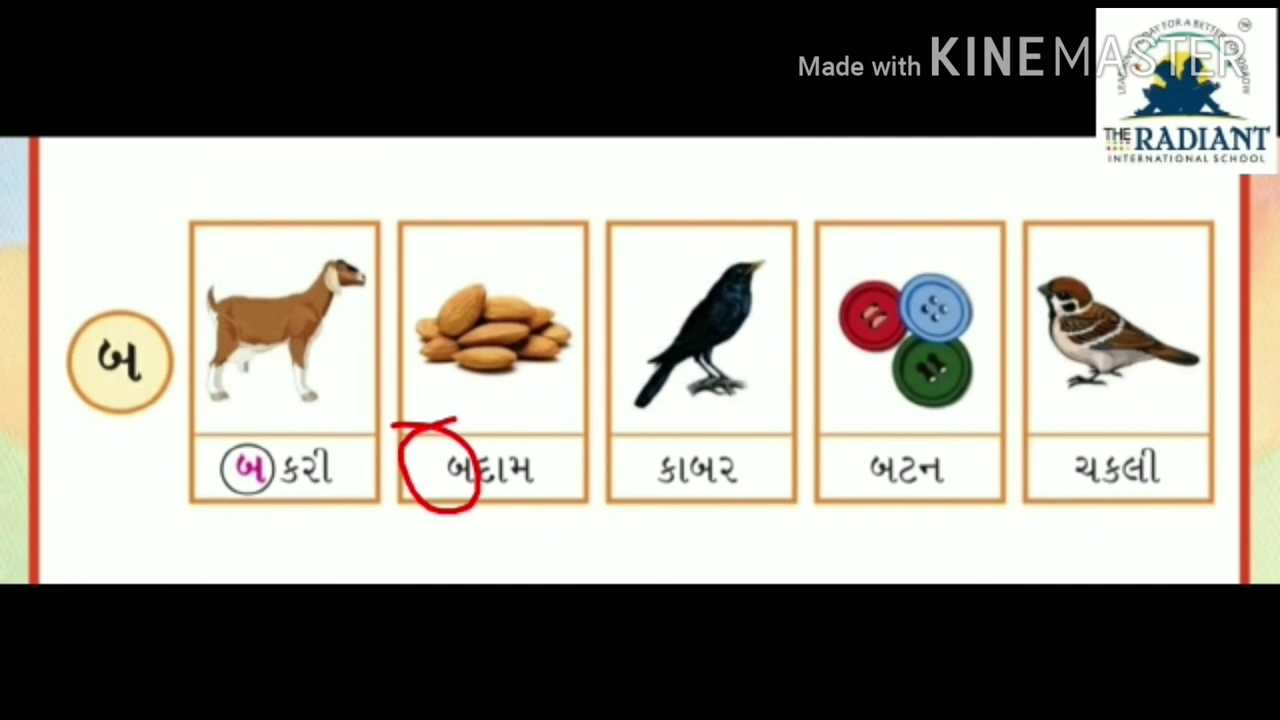 Made with KINEMASTER
THE RADIANT
INTERNATIONAL SCHOOL
બ
બકરી
બદામ
કાબર
બટન
ચકલી